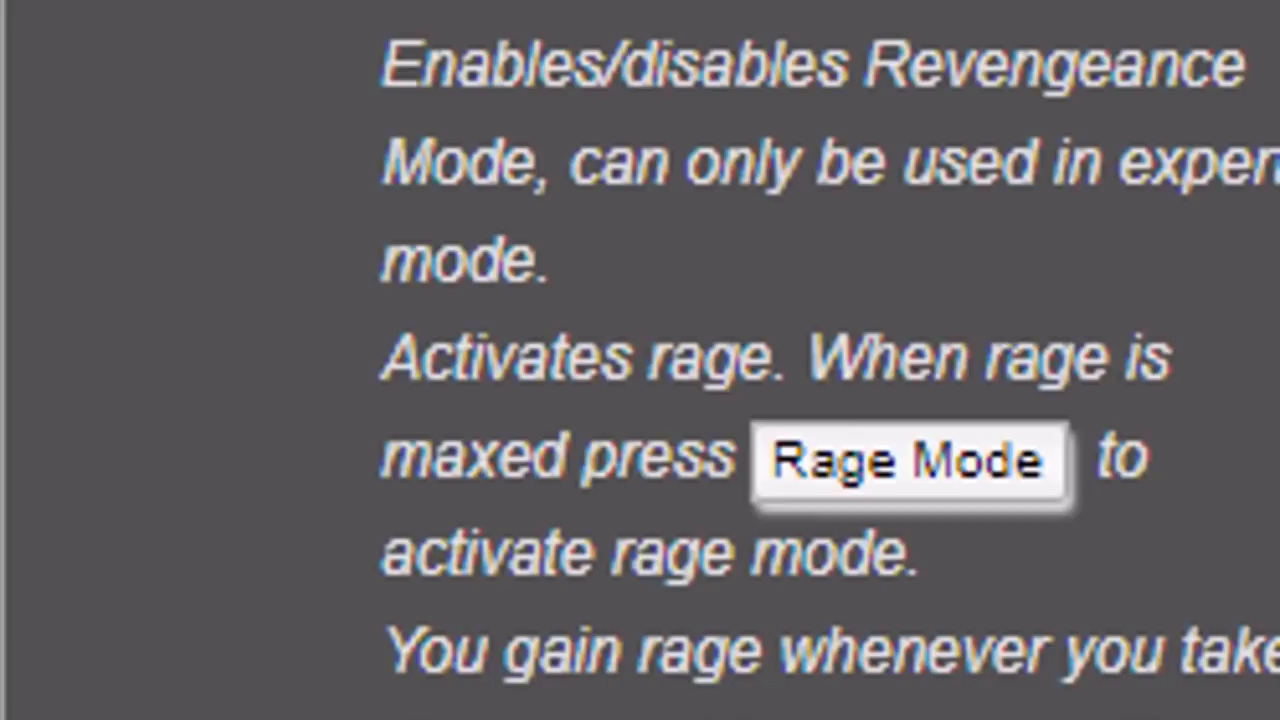 Enables/disables Revengeance
Mode, can only be used in exper
mode.
Activates rage. When rage is
maxed press Rage Mode to
activate rage mode.
You gain rage whenever you take